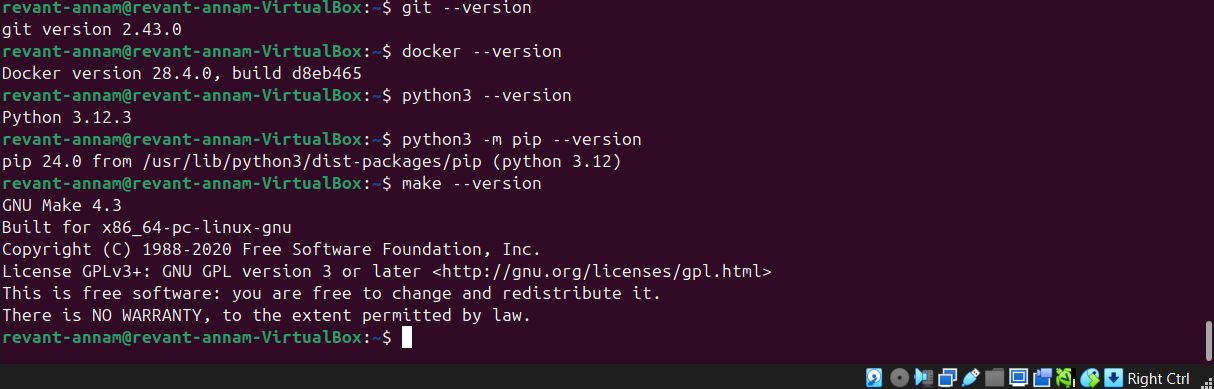 revant-annam@revant-annam-VirtualBox:~$ git --version
git version 2.43.0
revant-annam@revant-annam-VirtualBox:~$ docker --version
Docker version 28.4.0, build d8eb465
revant-annam@revant-annam-VirtualBox:~$ python3 --version
Python 3.12.3
revant-annam@revant-annam-VirtualBox:~$ python3 -m pip --version
pip 24.0 from /usr/lib/python3/dist-packages/pip (python 3.12)
revant-annam@revant-annam-VirtualBox:~$ make --version
GNU Make 4.3
Built for x86_64-pc-linux-gnu
Copyright (C) 1988-2020 Free Software Foundation, Inc.
License GPLv3+: GNU GPL version 3 or later <http://gnu.org/licenses/gpl.html>
This is free software: you are free to change and redistribute it.
There is NO WARRANTY, to the extent permitted by law.
revant-annam@revant-annam-VirtualBox:~$
Right Ctrl